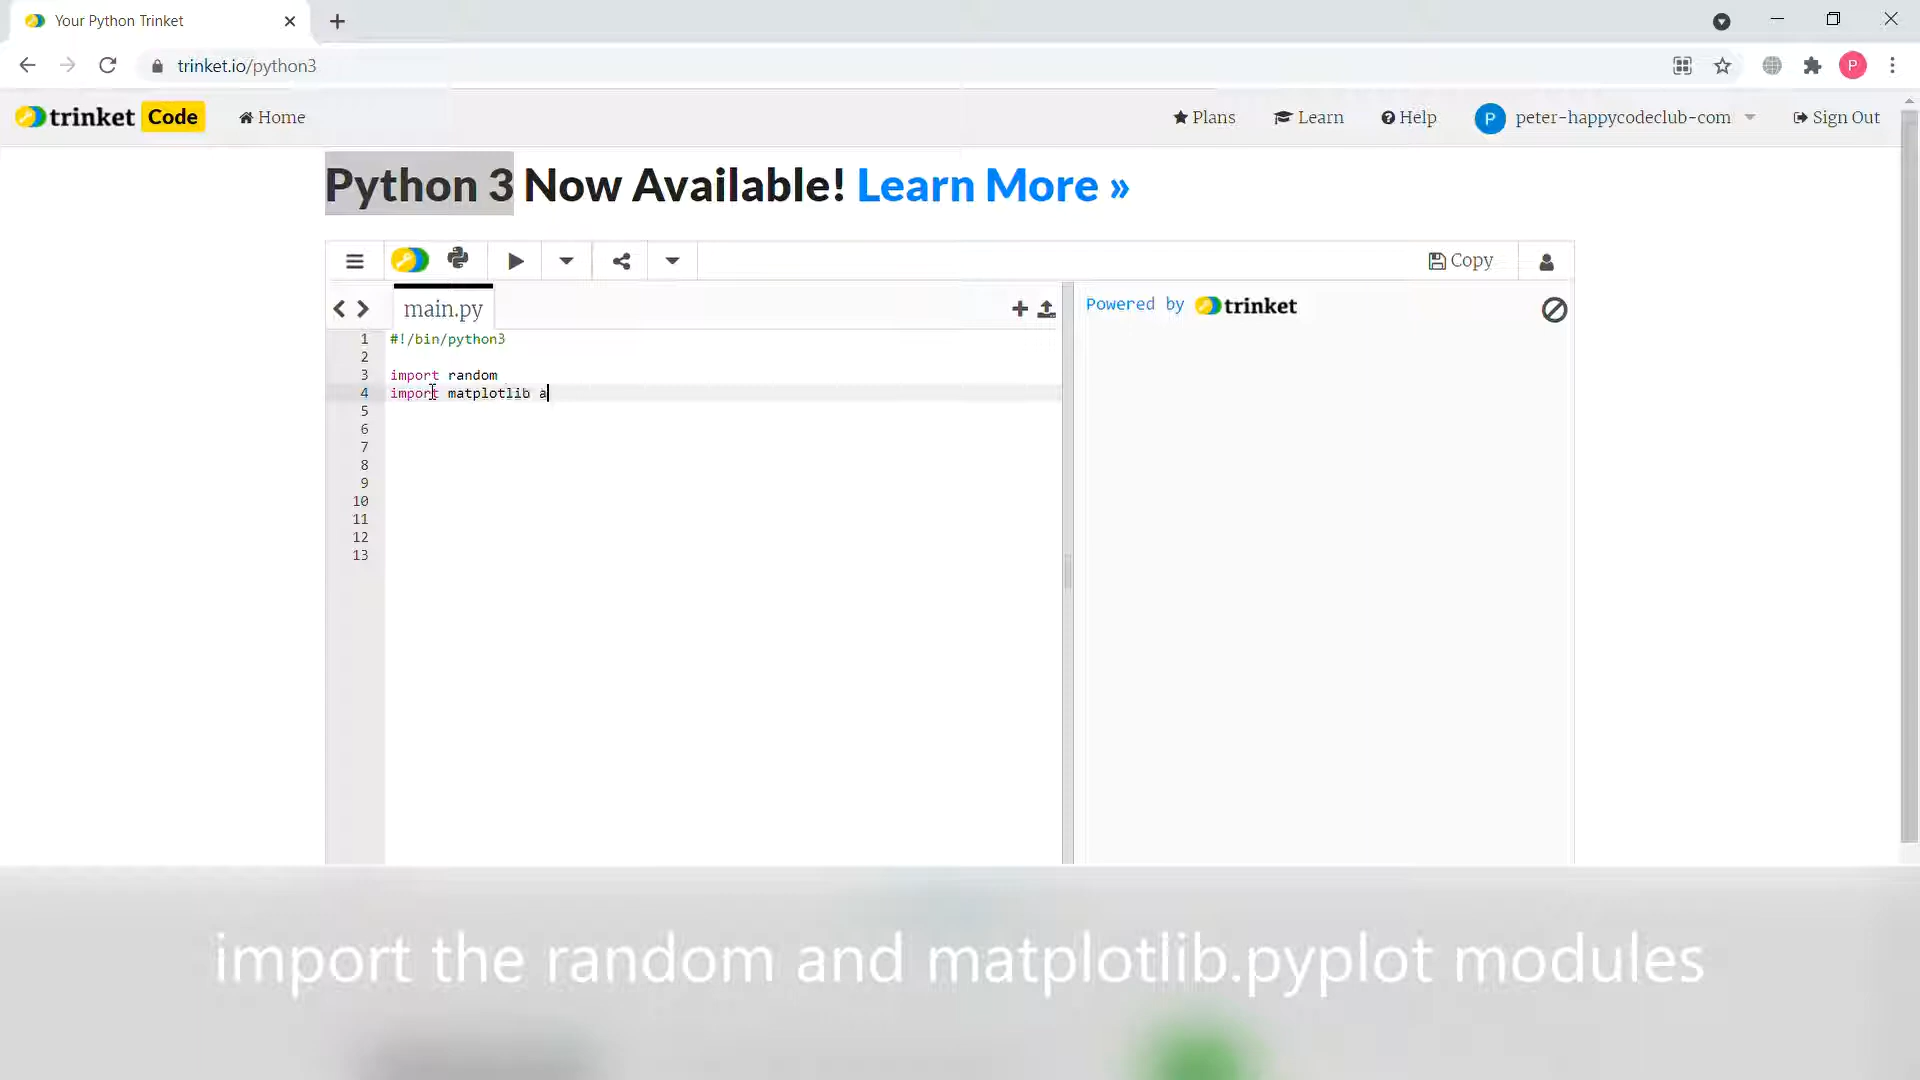 Your Python Trinket
trinket.io/python3
P
trinket Code Home Plans Learn Help P peter-happycodeclub-com Sign Out
Python 3 Now Available! Learn More »
Copy
main.py
Powered by trinket
1 #!/bin/python3
2
3 import random
4 import matplotlib a
5
6
7
8
9
10
11
12
13
import the random and matplotlib.pyplot modules